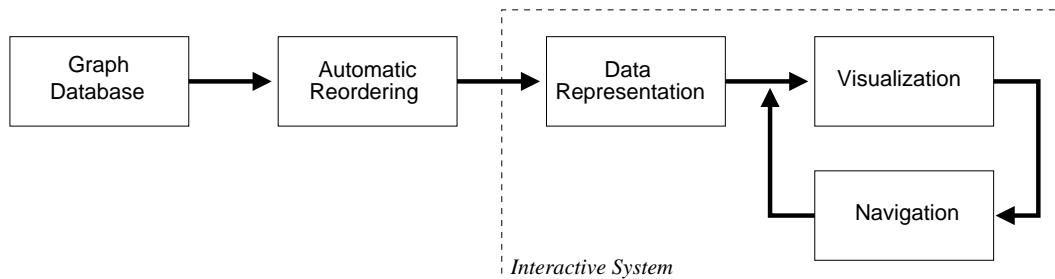 Graph
Database
Automatic
Reordering
Data
Representation
Visualization
Navigation
Interactive System